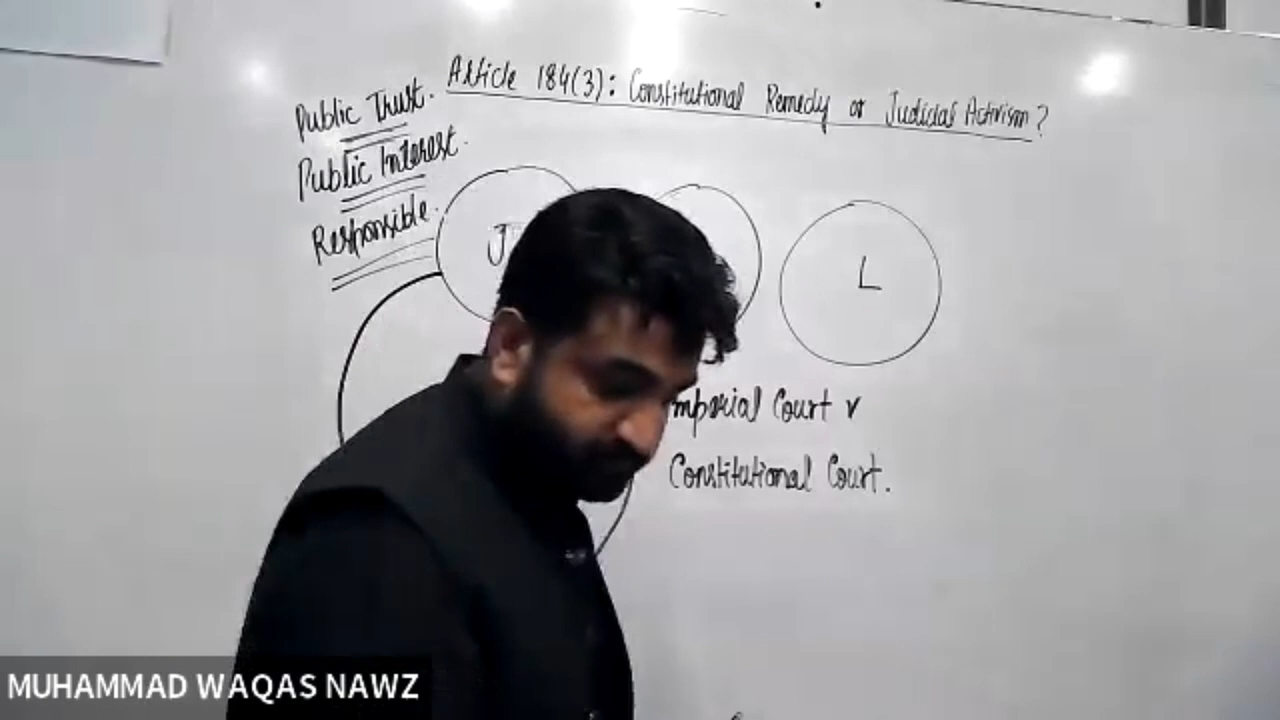 Article 184(3): Constitutional Remedy or Judicial Activism?
Public Trust.
Public Interest.
Responsible.
J
L
mperial Court v
Constitutional Court.
MUHAMMAD WAQAS NAWZ